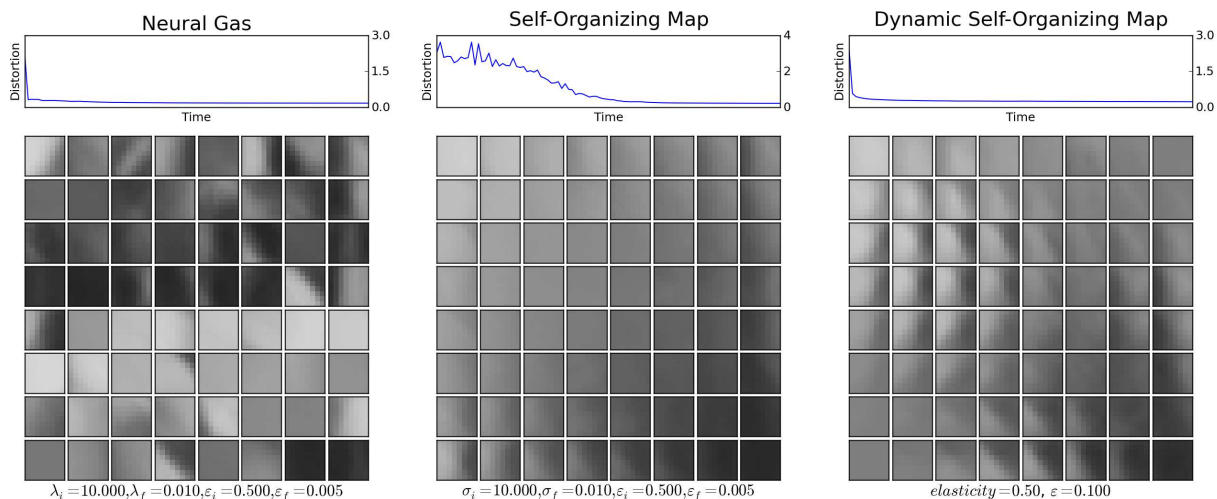 Neural Gas
Distortion
3.0
1.5
0.0
Time
λi =10.000,λf =0.010,εi =0.500,εf =0.005
Self-Organizing Map
Distortion
4
2
0
Time
σi =10.000,σf =0.010,εi =0.500,εf =0.005
Dynamic Self-Organizing Map
Distortion
3.0
1.5
0.0
Time
elasticity=0.50, ε=0.100